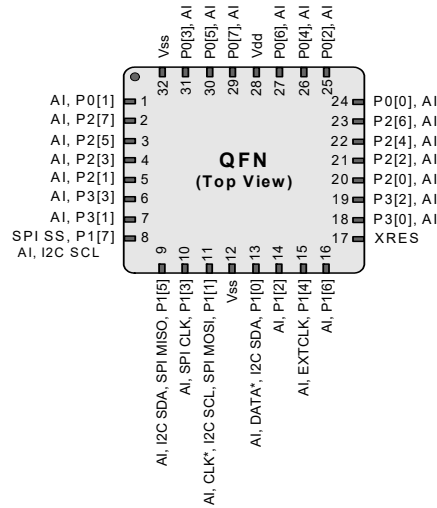 Vss
P0[3], AI
P0[5], AI
P0[7], AI
Vdd
P0[6], AI
P0[4], AI
P0[2], AI
32
31
30
29
28
27
26
25
AI, P0[1]
1
AI, P2[7]
2
AI, P2[5]
3
AI, P2[3]
4
AI, P2[1]
5
AI, P3[3]
6
AI, P3[1]
7
SPI SS, P1[7]
8
AI, I2C SCL
QFN
(Top View)
24
P0[0], AI
23
P2[6], AI
22
P2[4], AI
21
P2[2], AI
20
P2[0], AI
19
P3[2], AI
18
P3[0], AI
17
XRES
9
10
11
12
13
14
15
16
AI, I2C SDA, SPI MISO, P1[5]
AI, SPI CLK, P1[3]
AI, CLK*, I2C SCL, SPI MOSI, P1[1]
Vss
AI, DATA*, I2C SDA, P1[0]
AI, P1[2]
AI, EXTCLK, P1[4]
AI, P1[6]